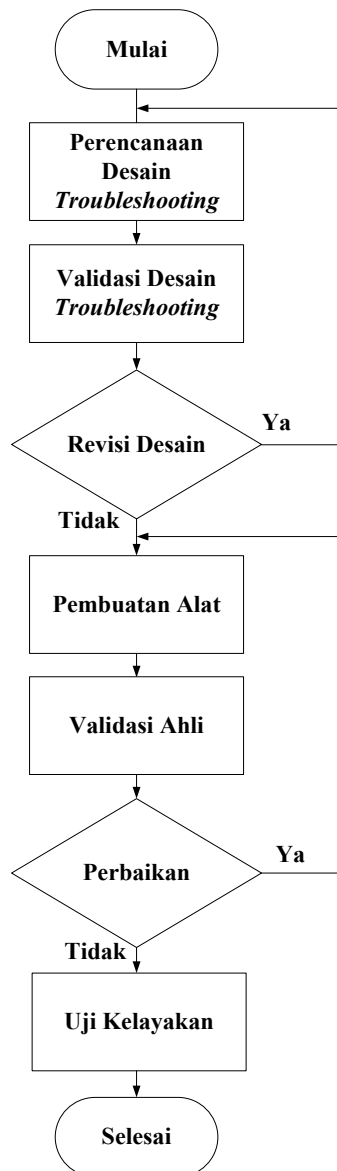 Mulai
Perencanaan
Desain
Troubleshooting
Validasi Desain
Troubleshooting
Revisi Desain
Ya
Tidak
Pembuatan Alat
Validasi Ahli
Perbaikan
Ya
Tidak
Uji Kelayakan
Selesai